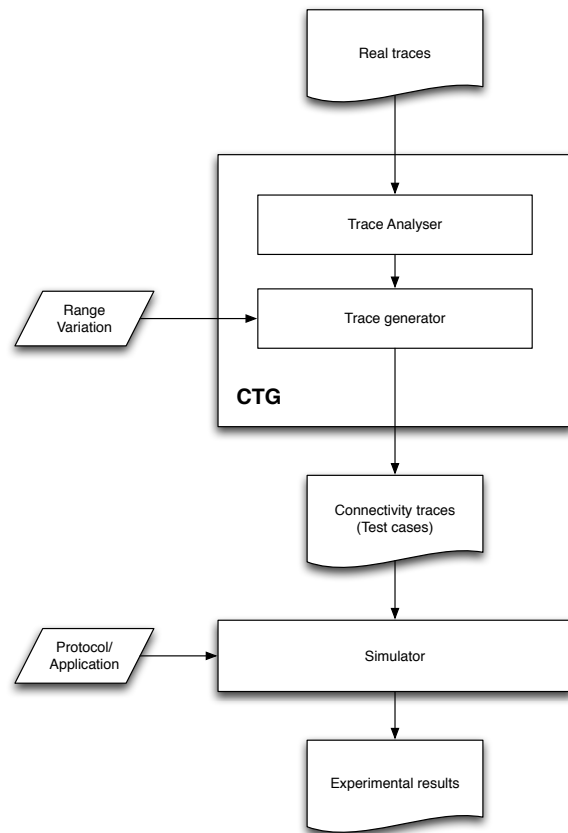 Real traces
Trace Analyser
Range
Variation
Trace generator
CTG
Connectivity traces
(Test cases)
Protocol/
Application
Simulator
Experimental results